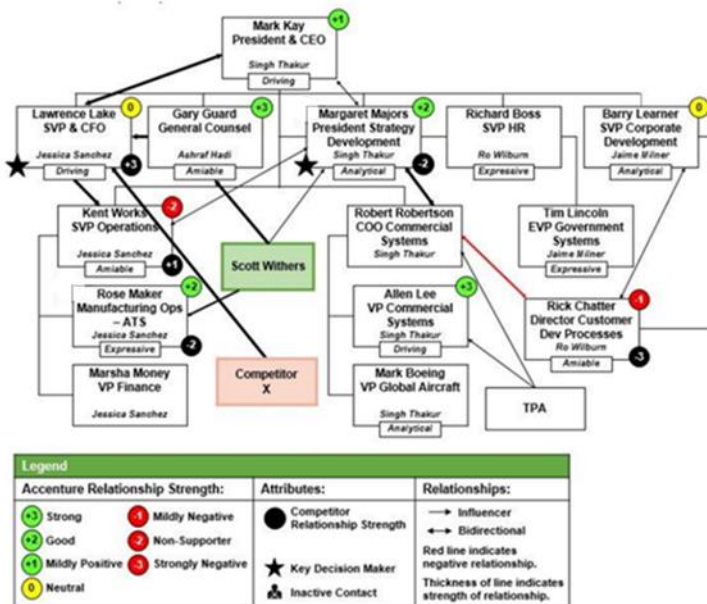 Mark Kay
President & CEO
+1
Singh Thakur
Driving
Lawrence Lake
SVP & CFO
0
Jessica Sanchez
+3
Driving
Gary Guard
General Counsel
+3
Ashraf Hadi
Amiable
Margaret Majors
President Strategy
Development
+2
Singh Thakur
-2
Analytical
Richard Boss
SVP HR
Ro Wilburn
Expressive
Barry Learner
SVP Corporate
Development
0
Jaime Milner
Analytical
Kent Works
SVP Operations
-2
Jessica Sanchez
+1
Amiable
Scott Withers
Robert Robertson
COO Commercial
Systems
Singh Thakur
Tim Lincoln
EVP Government
Systems
Jaime Milner
Expressive
Rose Maker
Manufacturing Ops
– ATS
+2
Jessica Sanchez
-2
Expressive
Allen Lee
VP Commercial
Systems
+3
Singh Thakur
Driving
Rick Chatter
Director Customer
Dev Processes
-1
Ro Wilburn
-3
Amiable
Marsha Money
VP Finance
Jessica Sanchez
Competitor
X
Mark Boeing
VP Global Aircraft
Singh Thakur
Analytical
TPA
Legend
Accenture Relationship Strength:
+3 Strong
+2 Good
+1 Mildly Positive
0 Neutral
-1 Mildly Negative
-2 Non-Supporter
-3 Strongly Negative
Attributes:
Competitor
Relationship Strength
Key Decision Maker
Inactive Contact
Relationships:
Influencer
Bidirectional
Red line indicates
negative relationship.
Thickness of line indicates
strength of relationship.